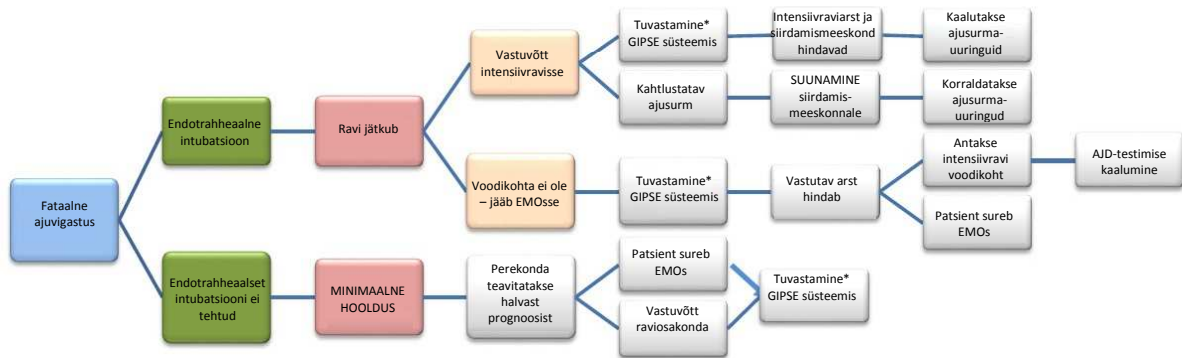 Fataalne
ajuvigastus
Endotrahheaalne
intubatsioon
Ravi jätkub
Vastuvõtt
intensiivravisse
Tuvastamine*
GIPSE süsteemis
Intensiivraviarst ja
siirdamismeeskond
hindavad
Kaalutakse
ajusurma-
uuringuid
Kahtlustatav
ajusurm
SUUNAMINE
siirdamis-
meeskonnale
Korraldatakse
ajusurma-
uuringud
Voodikohta ei ole
– jääb EMOsse
Tuvastamine*
GIPSE süsteemis
Vastutav arst
hindab
Antakse
intensiivravi
voodikoht
AJD-testimise
kaalumine
Patsient sureb
EMOs
Endotrahheaalset
intubatsiooni ei
tehtud
MINIMAALNE
HOOLDUS
Perekonda
teavitatakse
halvast
prognoosist
Patsient sureb
EMOs
Vastuvõtt
raviosakonda
Tuvastamine*
GIPSE süsteemis